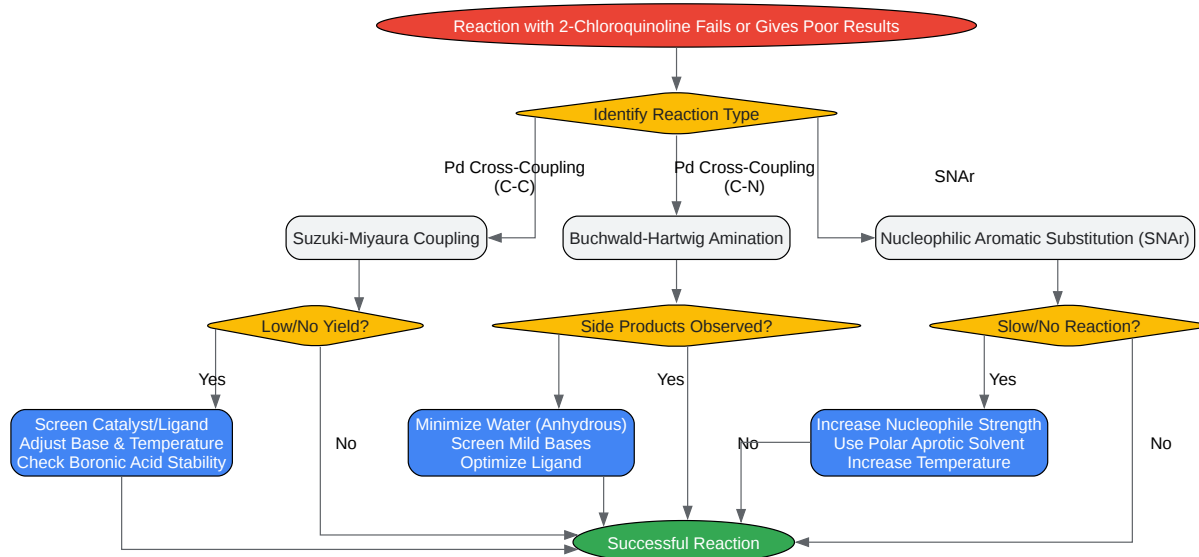 Reaction with 2-Chloroquinoline Fails or Gives Poor Results
Identify Reaction Type
Pd Cross-Coupling
(C-C)
Pd Cross-Coupling
(C-N)
SNAr
Suzuki-Miyaura Coupling
Buchwald-Hartwig Amination
Nucleophilic Aromatic Substitution (SNAr)
Low/No Yield?
Side Products Observed?
Slow/No Reaction?
Yes
Yes
Yes
Screen Catalyst/Ligand
Adjust Base & Temperature
Check Boronic Acid Stability
No
Minimize Water (Anhydrous)
Screen Mild Bases
Optimize Ligand
No
Increase Nucleophile Strength
Use Polar Aprotic Solvent
Increase Temperature
No
Successful Reaction